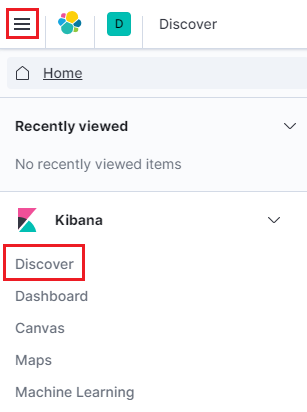 D Discover
Home
Recently viewed
No recently viewed items
Kibana
Discover
Dashboard
Canvas
Maps
Machine Learning